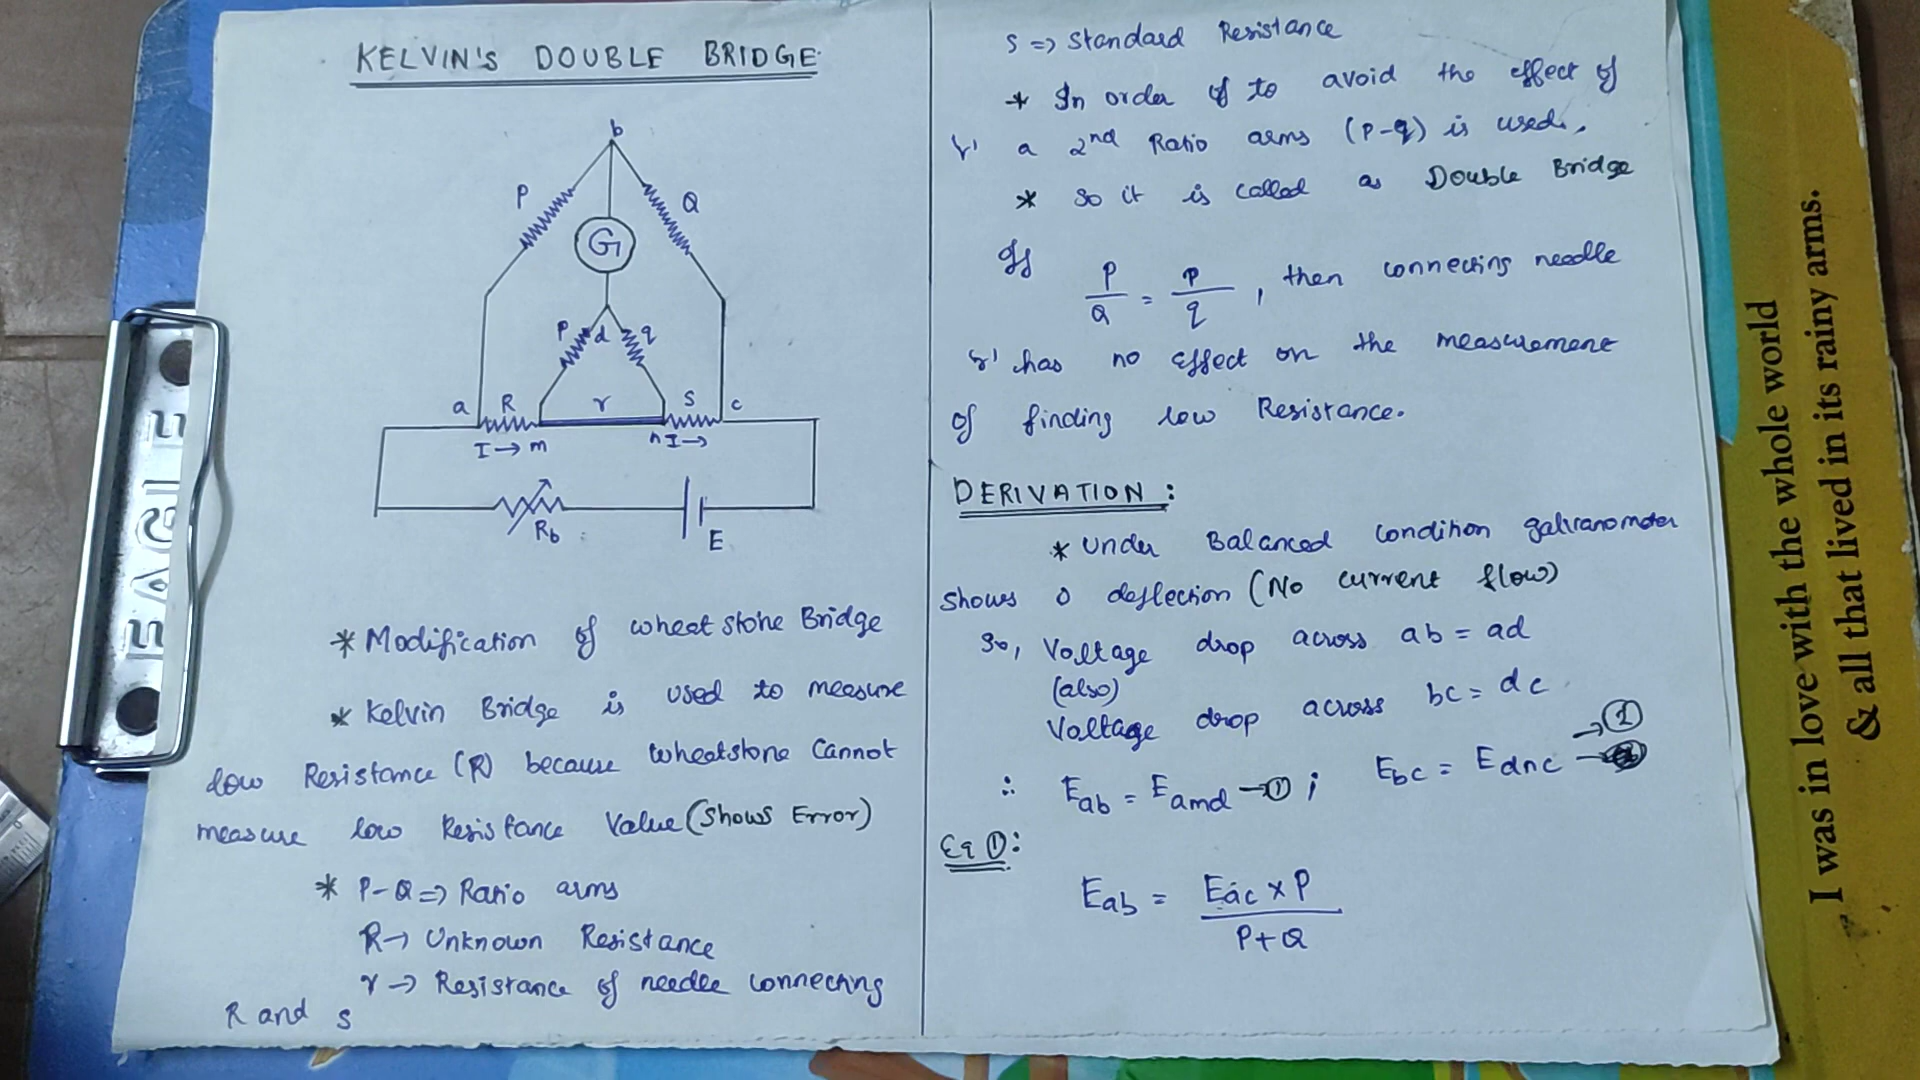 KELVIN'S DOUBLE BRIDGE
b
P
Q
G
P d q
a R r S c
I → m n I →
Rb E
* Modification of wheat stone Bridge
* Kelvin Bridge is used to measure
low Resistance (R) because wheatstone Cannot
measure low Resistance Value (Shows Error)
* P-Q => Ratio arms
R → Unknown Resistance
r → Resistance of needle connecting
R and S
S => Standard Resistance
* In order of to avoid the effect of
'r' a 2nd Ratio arms (P-q) is used.
* So it is called as Double Bridge
If P/Q = P/q, then connecting needle
'r' has no effect on the measurement
of finding low Resistance.
DERIVATION :
* Under Balanced condition galvanometer
shows 0 deflection (No current flow)
So, Voltage drop across ab = ad
(also)
Voltage drop across bc = dc
∴ Eab = Eamd → ① ; Ebc = Ednc → ②
Eq ①:
Eab = Eac × P / P+Q
EAGLE
I was in love with the whole world
& all that lived in its rainy arms.